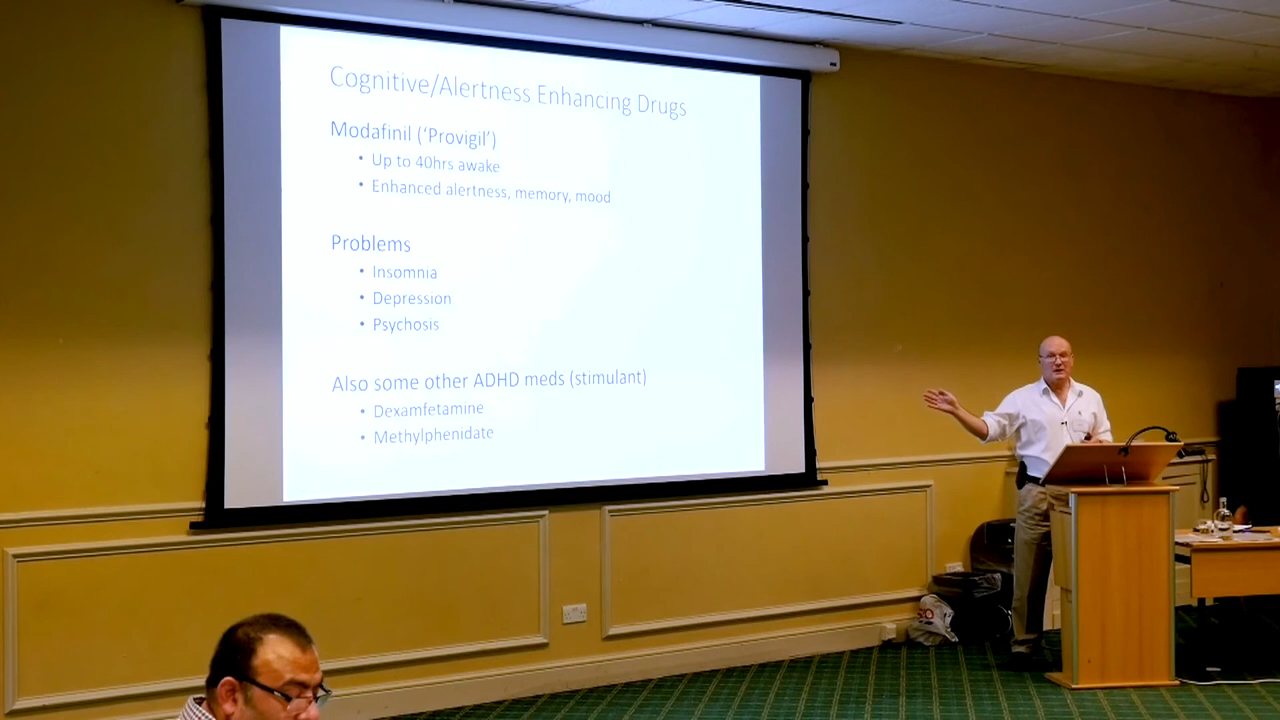 Cognitive/Alertness Enhancing Drugs
Modafinil (‘Provigil’)
• Up to 40hrs awake
• Enhanced alertness, memory, mood
Problems
• Insomnia
• Depression
• Psychosis
Also some other ADHD meds (stimulant)
• Dexamfetamine
• Methylphenidate